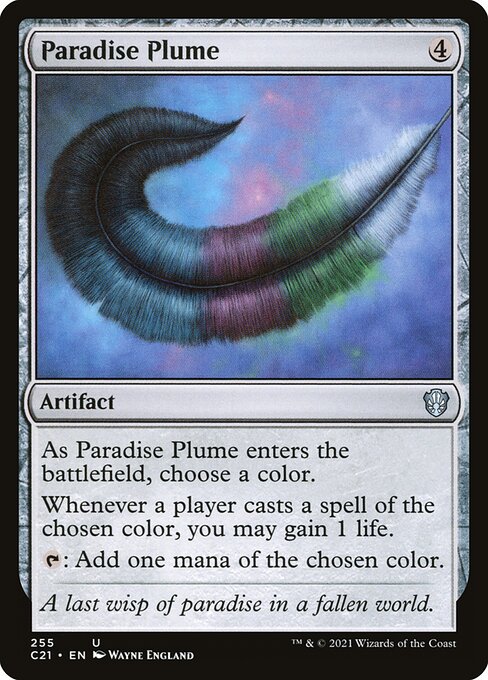 Paradise Plume 4
Artifact
As Paradise Plume enters the
battlefield, choose a color.
Whenever a player casts a spell of the
chosen color, you may gain 1 life.
: Add one mana of the chosen color.
A last wisp of paradise in a fallen world.
255 U
C21 • EN WAYNE ENGLAND
™ & © 2021 Wizards of the Coast